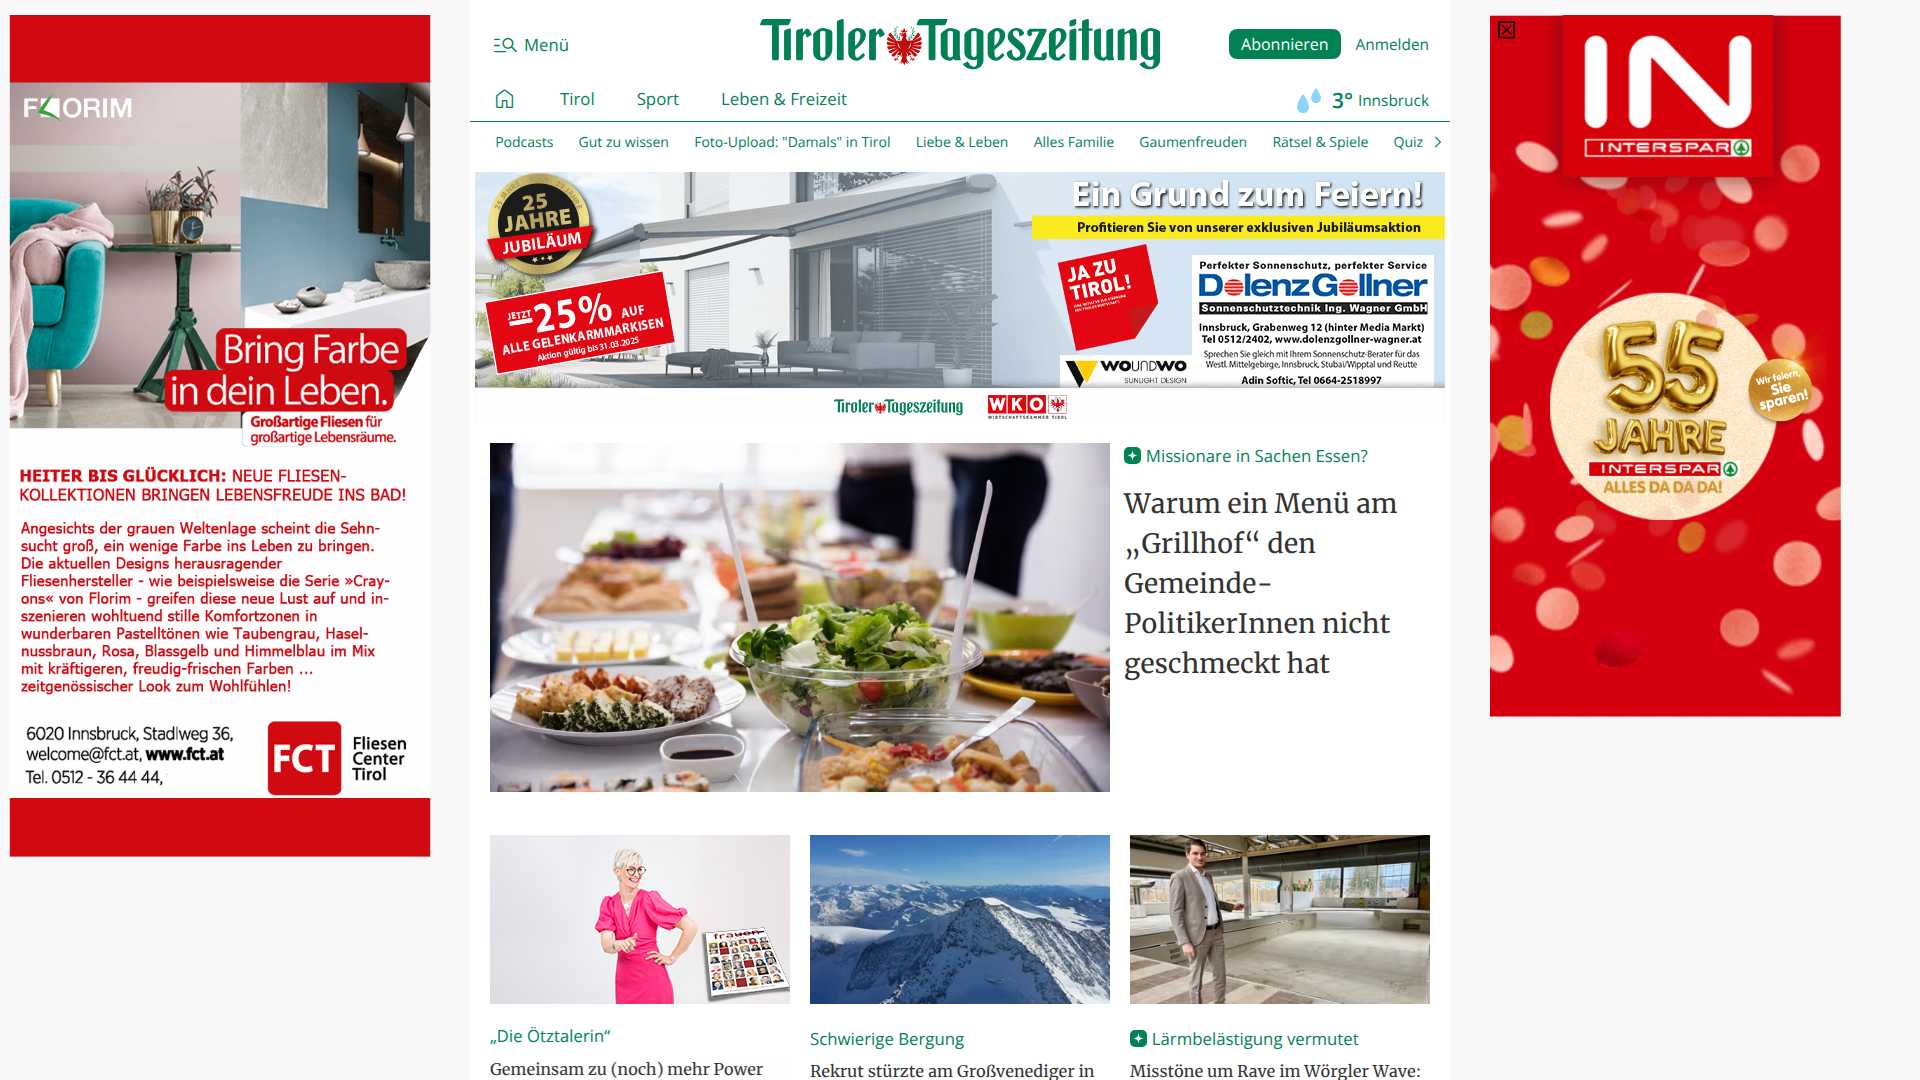 FLORIM
Bring Farbe
in dein Leben.
Großartige Fliesen für
großartige Lebensräume.
HEITER BIS GLÜCKLICH: NEUE FLIESEN-
KOLLEKTIONEN BRINGEN LEBENSFREUDE INS BAD!
Angesichts der grauen Weltenlage scheint die Sehn-
sucht groß, ein wenige Farbe ins Leben zu bringen.
Die aktuellen Designs herausragender
Fliesenhersteller - wie beispielsweise die Serie »Cray-
ons« von Florim - greifen diese neue Lust auf und in-
szenieren wohltuend stille Komfortzonen in
wunderbaren Pastelltönen wie Taubengrau, Hasel-
nussbraun, Rosa, Blassgelb und Himmelblau im Mix
mit kräftigeren, freudig-frischen Farben ...
zeitgenössischer Look zum Wohlfühlen!
6020 Innsbruck, Stadlweg 36,
welcome@fct.at, www.fct.at
Tel. 0512 - 36 44 44,
FCT
Fliesen
Center
Tirol
Menü
Tiroler Tageszeitung
Abonnieren
Anmelden
Tirol
Sport
Leben & Freizeit
3° Innsbruck
Podcasts
Gut zu wissen
Foto-Upload: "Damals" in Tirol
Liebe & Leben
Alles Familie
Gaumenfreuden
Rätsel & Spiele
Quiz
25
JAHRE
JUBILÄUM
JETZT
-25% AUF
ALLE GELENKARMMARKISEN
Aktion gültig bis 31.03.2025
Ein Grund zum Feiern!
Profitieren Sie von unserer exklusiven Jubiläumsaktion
JA ZU
TIROL!
WOUNDWO
SUNLIGHT DESIGN
Perfekter Sonnenschutz, perfekter Service
DolenzGollner
Sonnenschutztechnik Ing. Wagner GmbH
Innsbruck, Grabenweg 12 (hinter Media Markt)
Tel 0512/2402, www.dolenzgollner-wagner.at
Sprechen Sie gleich mit Ihrem Sonnenschutz-Berater für das
Westl. Mittelgebirge, Innsbruck, Stubai/Wipptal und Reutte
Adin Softic, Tel 0664-2518997
Tiroler Tageszeitung
WKO
WIRTSCHAFTSKAMMER TIROL
Missionare in Sachen Essen?
Warum ein Menü am
„Grillhof“ den
Gemeinde-
PolitikerInnen nicht
geschmeckt hat
frauen
„Die Ötztalerin“
Gemeinsam zu (noch) mehr Power
Schwierige Bergung
Rekrut stürzte am Großvenediger in
Lärmbelästigung vermutet
Misstöne um Rave im Wörgler Wave:
IN
INTERSPAR
55
JAHRE
INTERSPAR
ALLES DA DA DA!
Wir feiern,
Sie
sparen!